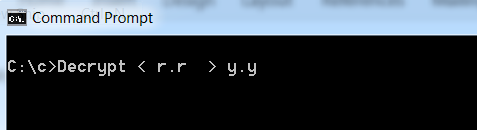 Command Prompt
C:\c>Decrypt < r.r  > y.y